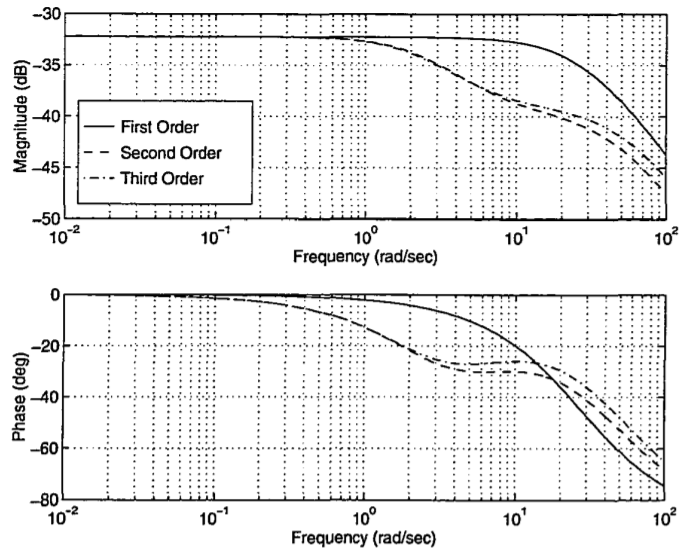 −30
−35
−40
−45
−50
Magnitude (dB)
First Order
Second Order
Third Order
10^−2
10^−1
10^0
10^1
10^2
Frequency (rad/sec)
0
−20
−40
−60
−80
Phase (deg)
10^−2
10^−1
10^0
10^1
10^2
Frequency (rad/sec)